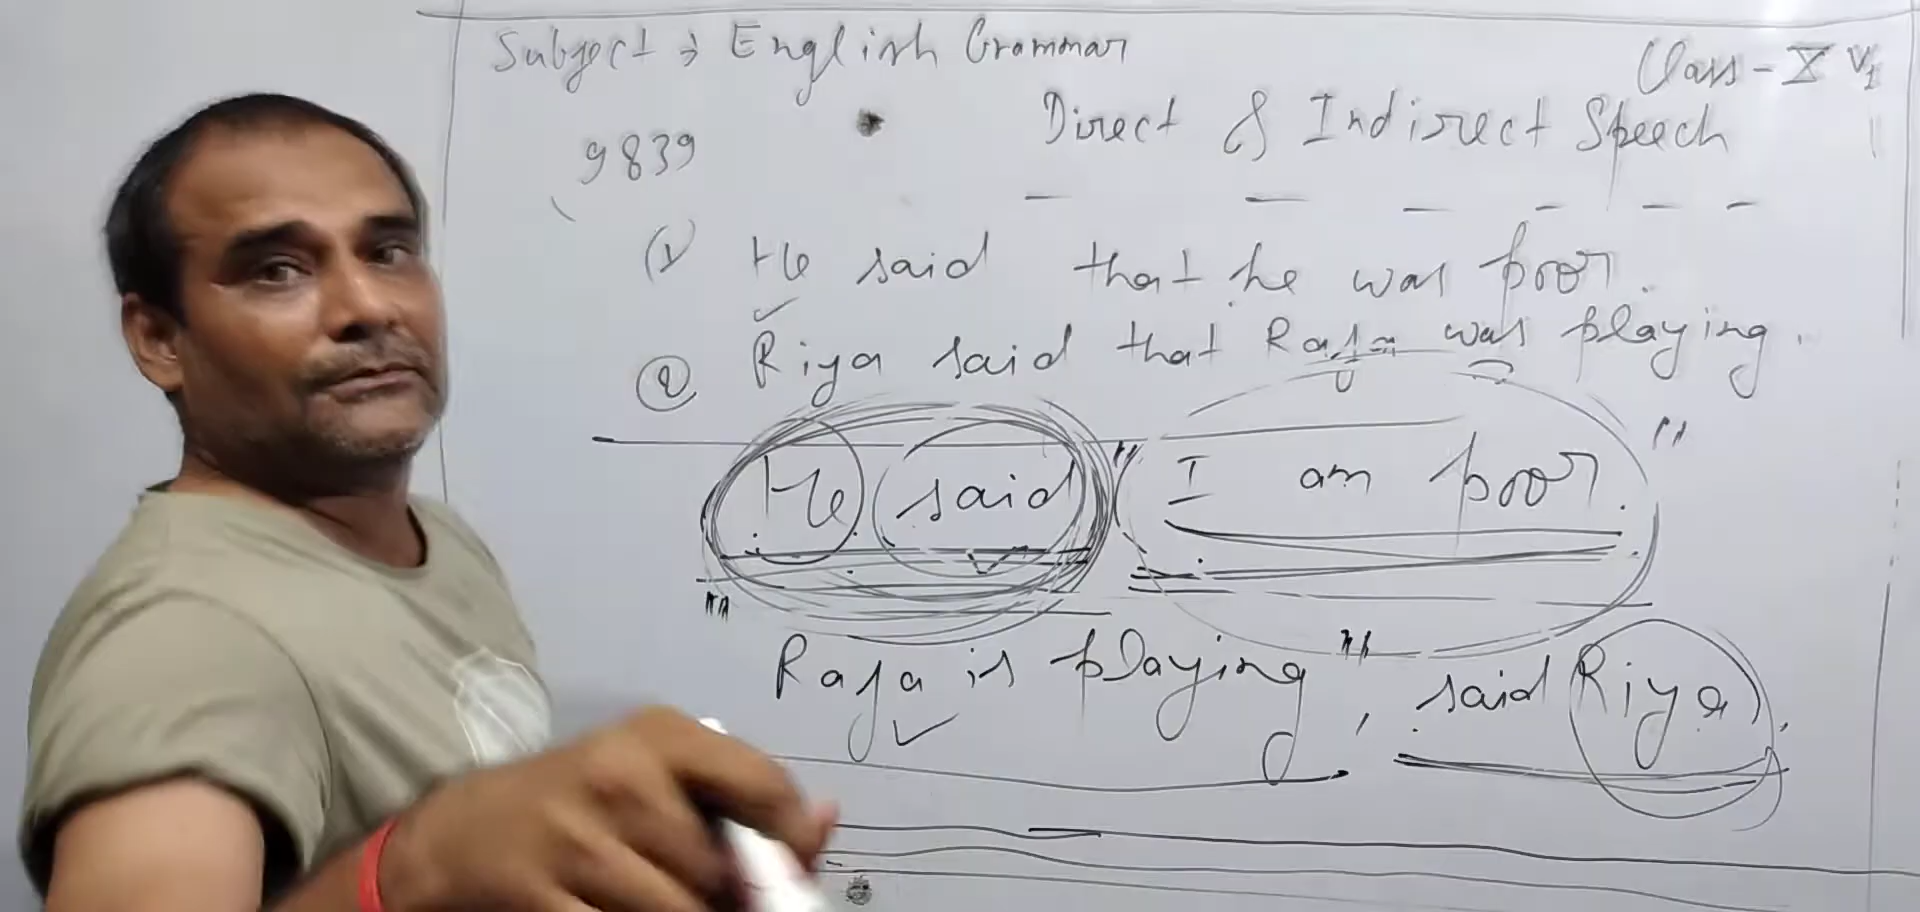 Subject → English Grammar
Class - X
Direct & Indirect Speech
9839
(1) He said that he was poor.
(2) Riya said that Raja was playing.
He said "I am poor."
"Raja is playing", said Riya.